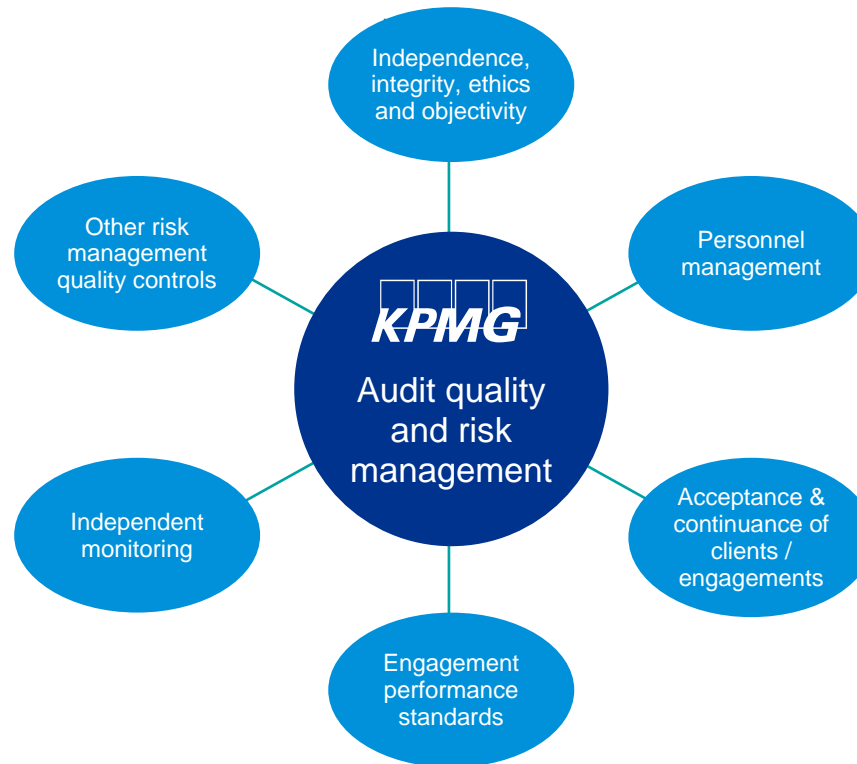 Independence,
integrity, ethics
and objectivity
Other risk
management
quality controls
Personnel
management
KPMG
Audit quality
and risk
management
Independent
monitoring
Acceptance &
continuance of
clients /
engagements
Engagement
performance
standards